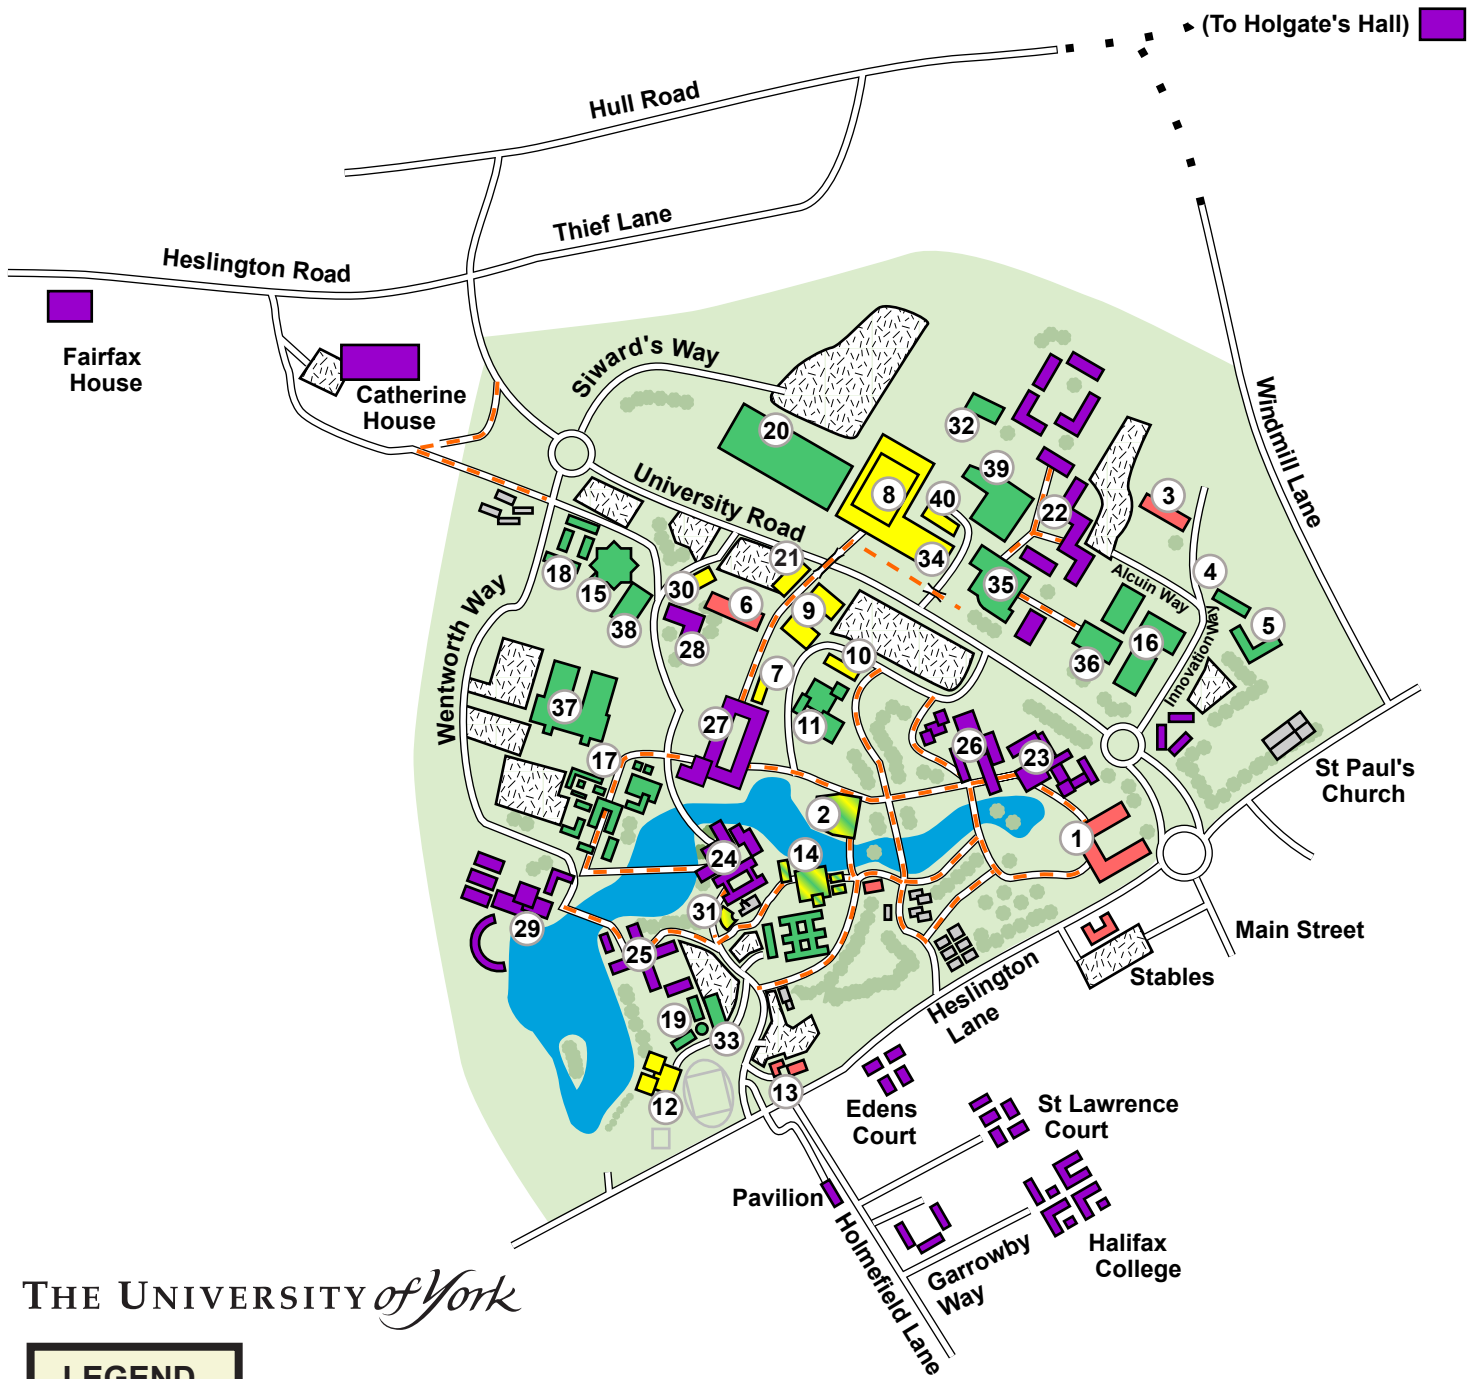 (To Holgate's Hall)
Hull Road
Thief Lane
Heslington Road
Fairfax
House
Catherine
House
Siward's Way
University Road
Windmill Lane
Wentworth Way
Alcuin Way
Innovation Way
20
32
39
8
40
3
22
21
34
18
15
30
6
9
35
4
5
38
28
10
36
16
7
37
27
11
26
23
17
2
1
24
14
31
29
25
19
33
12
13
St Paul's
Church
Main Street
Stables
Heslington
Lane
Edens
Court
St Lawrence
Court
Pavilion
Holmefield Lane
Garrowby
Way
Halifax
College
THE UNIVERSITY of York
LEGEND